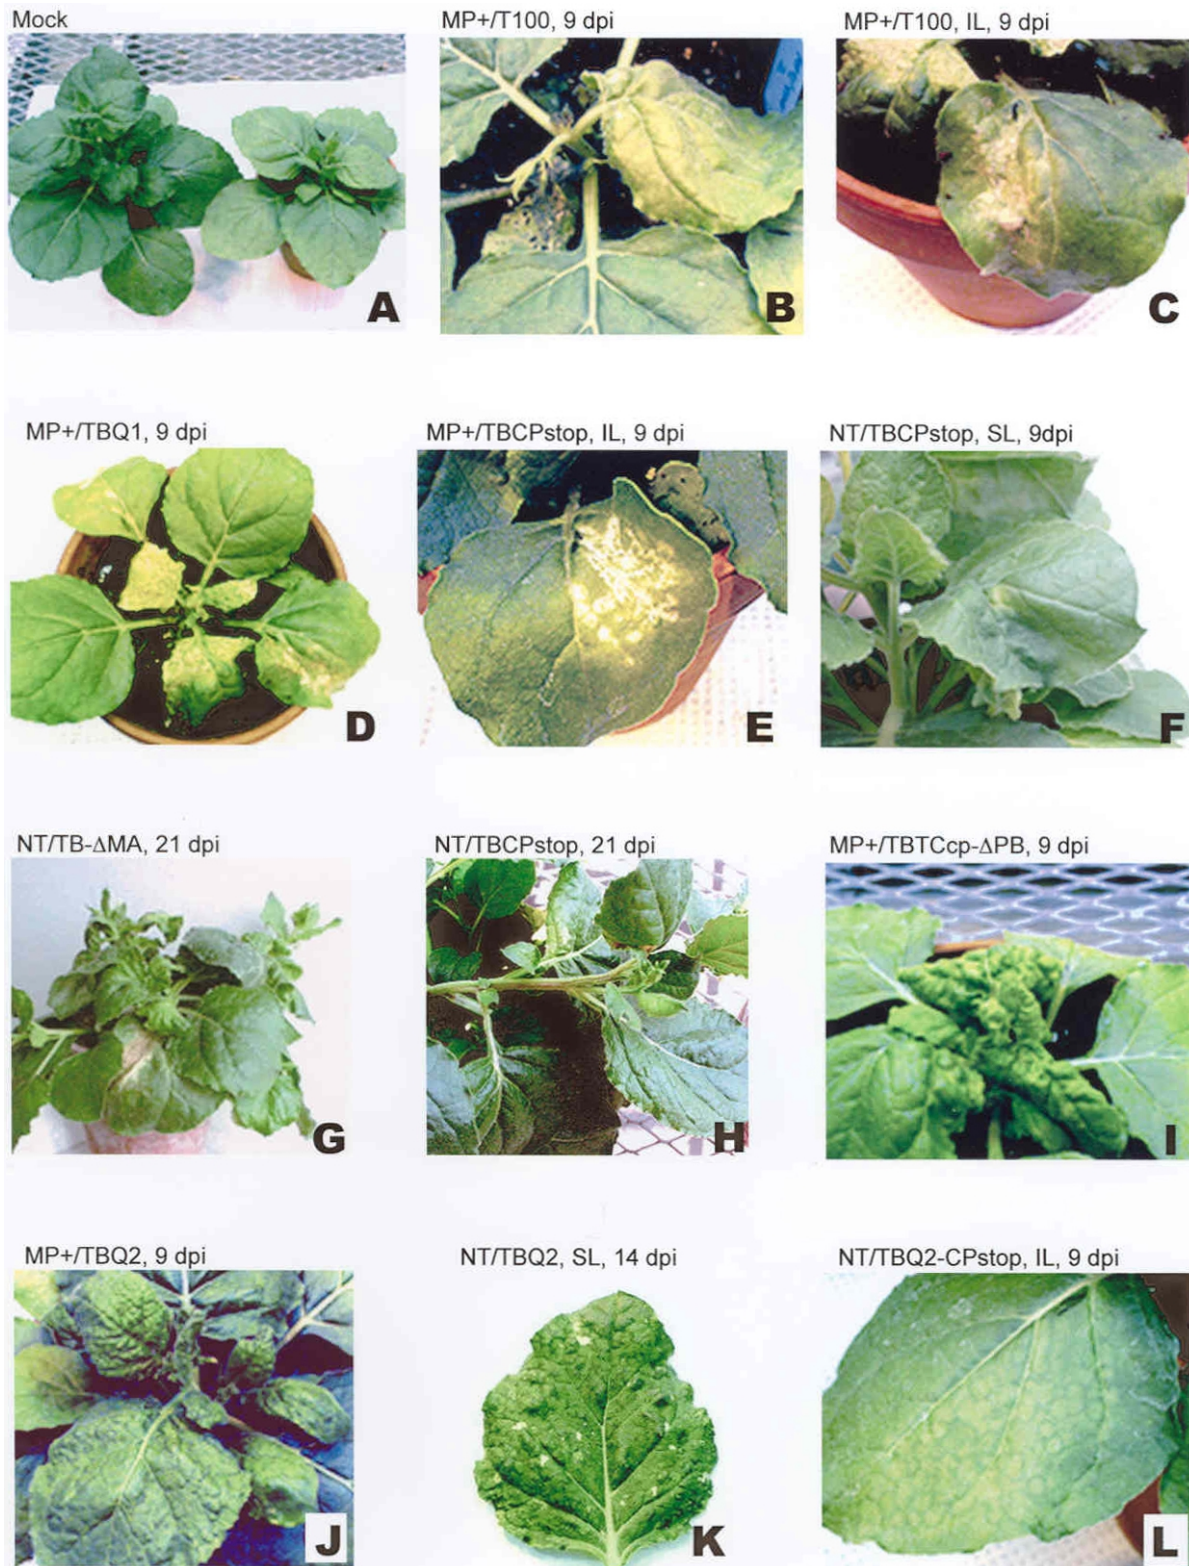 Mock
MP+/T100, 9 dpi
MP+/T100, IL, 9 dpi
A
B
C
MP+/TBQ1, 9 dpi
MP+/TBCPstop, IL, 9 dpi
NT/TBCPstop, SL, 9dpi
D
E
F
NT/TB-ΔMA, 21 dpi
NT/TBCPstop, 21 dpi
MP+/TBTCcp-ΔPB, 9 dpi
G
H
I
MP+/TBQ2, 9 dpi
NT/TBQ2, SL, 14 dpi
NT/TBQ2-CPstop, IL, 9 dpi
J
K
L